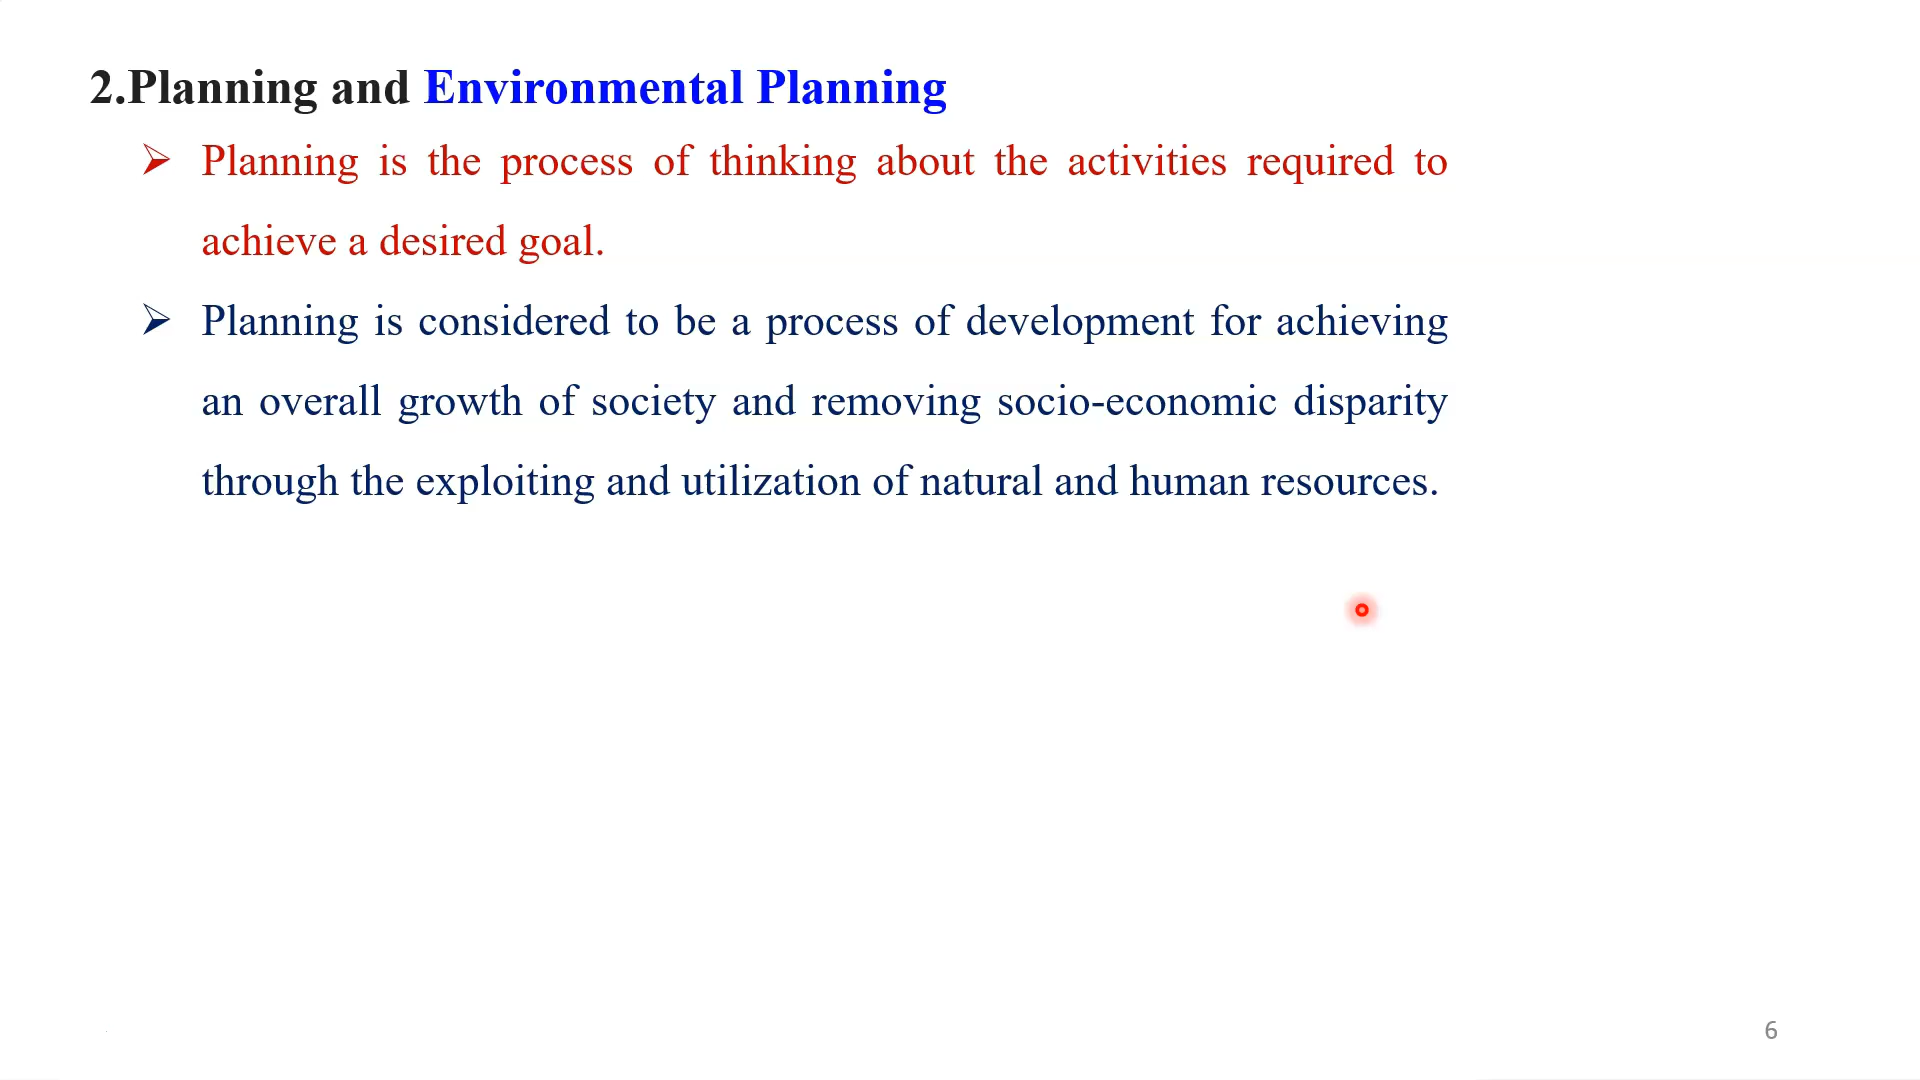 2.Planning and Environmental Planning
➢ Planning is the process of thinking about the activities required to
achieve a desired goal.
➢ Planning is considered to be a process of development for achieving
an overall growth of society and removing socio-economic disparity
through the exploiting and utilization of natural and human resources.
6